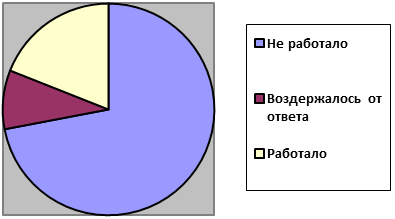 Не работало
Воздержалось от
ответа
Работало